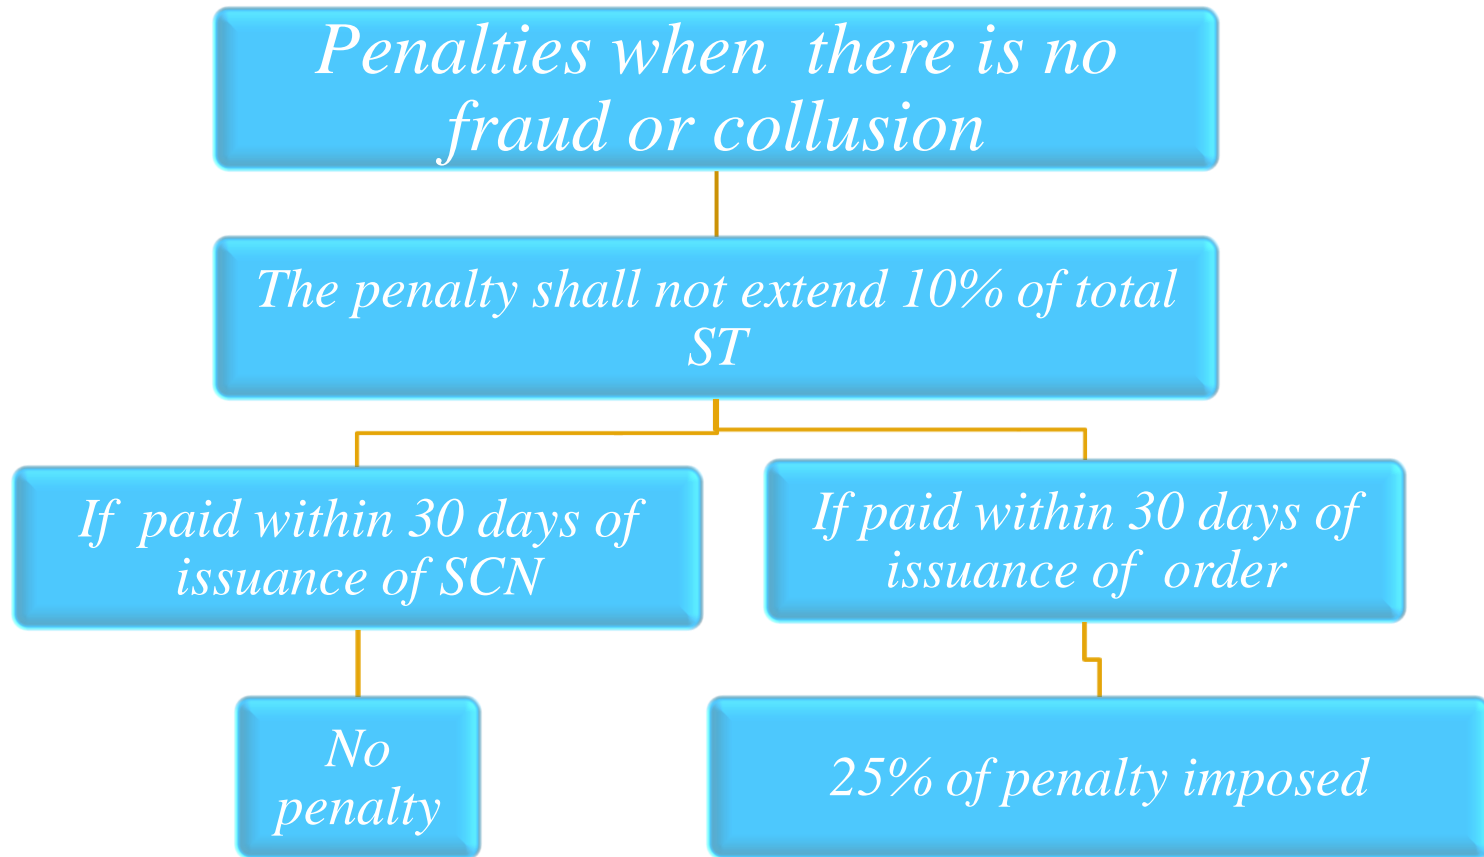 Penalties when there is no
fraud or collusion
The penalty shall not extend 10% of total
ST
If paid within 30 days of
issuance of SCN
If paid within 30 days of
issuance of order
No
penalty
25% of penalty imposed